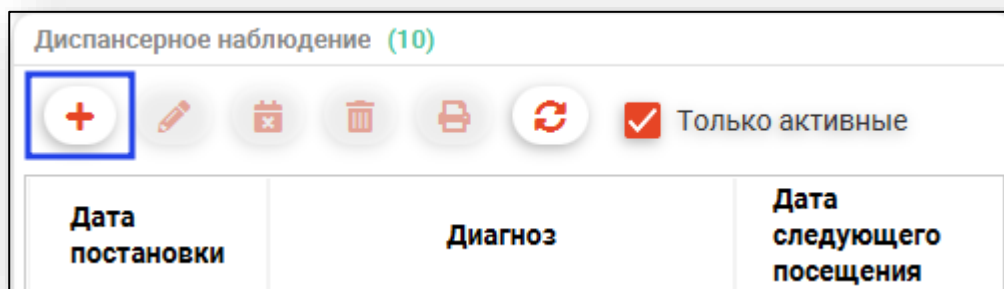 Диспансерное наблюдение (10)
Только активные
Дата
постановки
Диагноз
Дата
следующего
посещения